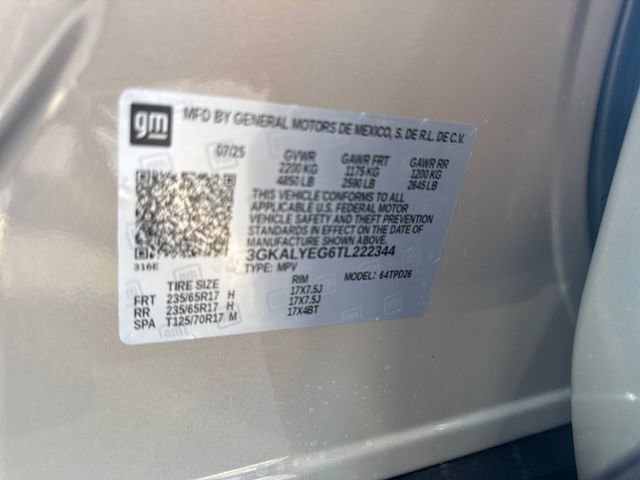 gm
MFD BY GENERAL MOTORS DE MEXICO, S. DE R.L. DE C.V.
07/25 GVWR GAWR FRT GAWR RR
2200 KG 1175 KG 1200 KG
4850 LB 2590 LB 2645 LB
THIS VEHICLE CONFORMS TO ALL
APPLICABLE U.S. FEDERAL MOTOR
VEHICLE SAFETY AND THEFT PREVENTION
STANDARDS IN EFFECT ON THE DATE OF
MANUFACTURE SHOWN ABOVE.
3GKALYEG6TL222344
316E TYPE: MPV MODEL: 64TPD26
TIRE SIZE RIM
FRT 235/65R17 H 17X7.5J
RR 235/65R17 H 17X7.5J
SPA T125/70R17 M 17X4BT